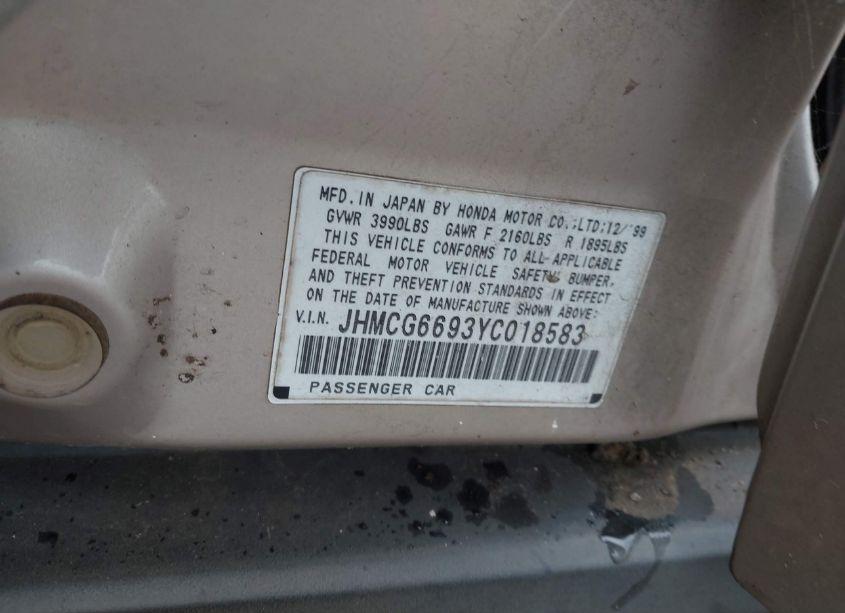 MFD. IN JAPAN BY HONDA MOTOR CO.,LTD;12/'99
GVWR 3990LBS GAWR F 2160LBS R 1895LBS
THIS VEHICLE CONFORMS TO ALL APPLICABLE
FEDERAL MOTOR VEHICLE SAFETY, BUMPER,
AND THEFT PREVENTION STANDARDS IN EFFECT
ON THE DATE OF MANUFACTURE SHOWN ABOVE:
V.I.N. JHMCG6693YC018583
PASSENGER CAR